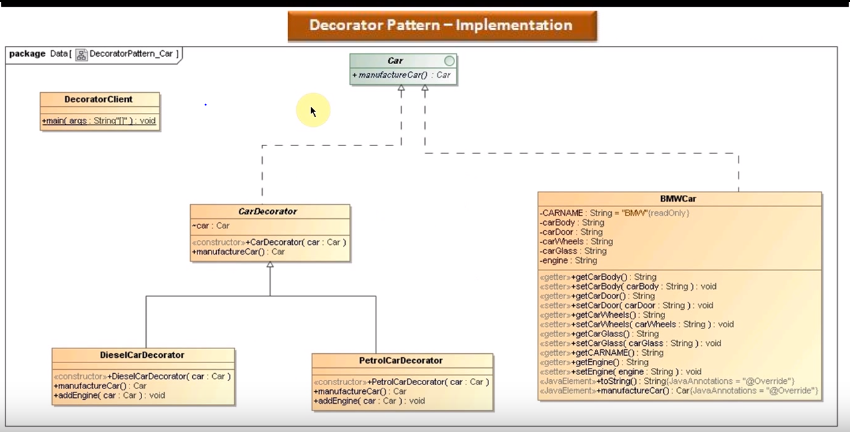 Decorator Pattern – Implementation
package Data[ DecoratorPattern_Car ]
Car
+ manufactureCar() : Car
DecoratorClient
+main( args : String"[]" ) : void
CarDecorator
~car : Car
«constructor»+CarDecorator( car : Car )
+manufactureCar() : Car
BMWCar
-CARNAME : String = "BMW"{readOnly}
-carBody : String
-carDoor : String
-carWheels : String
-carGlass : String
-engine : String
«getter»+getCarBody() : String
«setter»+setCarBody( carBody : String ) : void
«getter»+getCarDoor() : String
«setter»+setCarDoor( carDoor : String ) : void
«getter»+getCarWheels() : String
«setter»+setCarWheels( carWheels : String ) : void
«getter»+getCarGlass() : String
«setter»+setCarGlass( carGlass : String ) : void
«getter»+getCARNAME() : String
«getter»+getEngine() : String
«setter»+setEngine( engine : String ) : void
«JavaElement»+toString() : String{JavaAnnotations = "@Override"}
«JavaElement»+manufactureCar() : Car{JavaAnnotations = "@Override"}
DieselCarDecorator
«constructor»+DieselCarDecorator( car : Car )
+manufactureCar() : Car
+addEngine( car : Car ) : void
PetrolCarDecorator
«constructor»+PetrolCarDecorator( car : Car )
+manufactureCar() : Car
+addEngine( car : Car ) : void